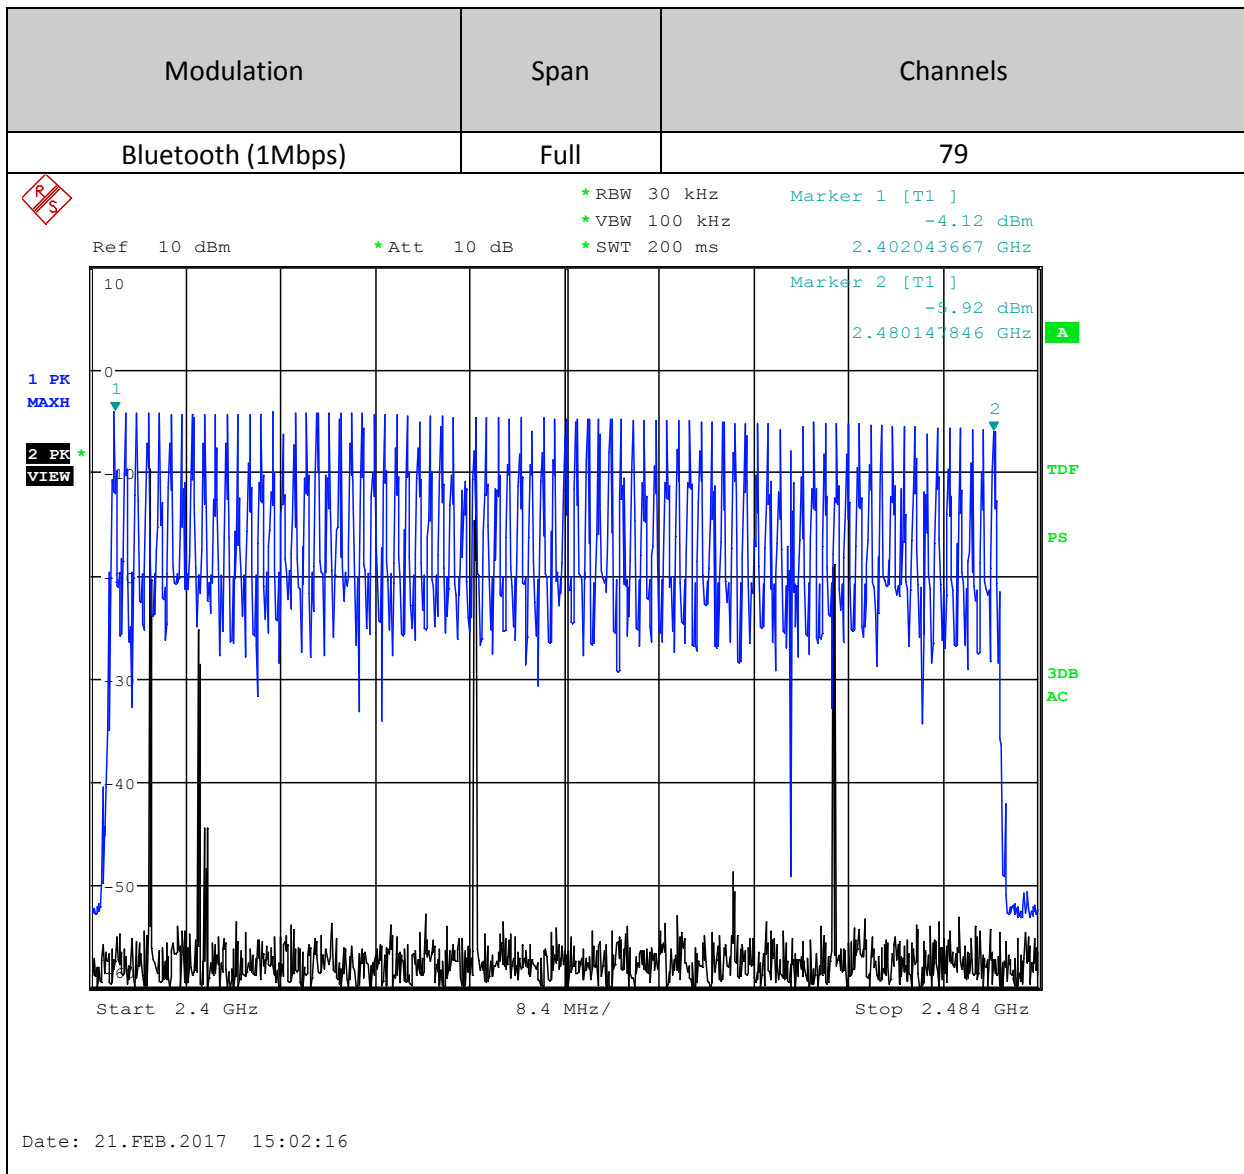 Modulation Span Channels
Bluetooth (1Mbps) Full 79
R S
* RBW 30 kHz Marker 1 [T1 ]
* VBW 100 kHz -4.12 dBm
Ref 10 dBm * Att 10 dB * SWT 200 ms 2.402043667 GHz
10 Marker 2 [T1 ]
-5.92 dBm
2.480147846 GHz A
0
1 PK
MAXH
1
2
2 PK *
VIEW
-10
TDF
PS
-20
-30
3DB
AC
-40
-50
-60
Start 2.4 GHz 8.4 MHz/ Stop 2.484 GHz
Date: 21.FEB.2017 15:02:16